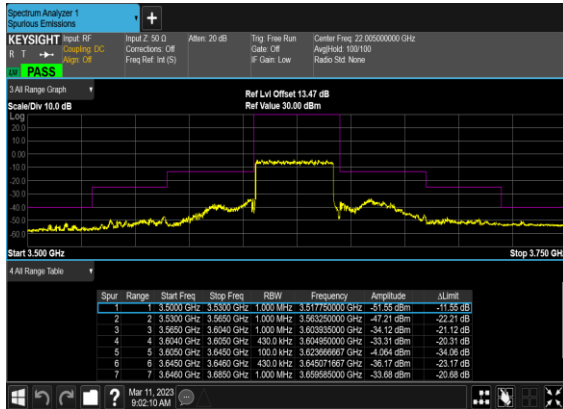 Spectrum Analyzer 1
Spurious Emissions
KEYSIGHT Input: RF Input Z: 50 Ω Atten: 20 dB Trig: Free Run Center Freq: 22.005000000 GHz
R T Coupling: DC Corrections: Off Gate: Off Avg|Hold: 100/100
Align: Off Freq Ref: Int (S) IF Gain: Low Radio Std: None
PASS
3 All Range Graph
Ref Lvl Offset 13.47 dB
Scale/Div 10.0 dB Ref Value 30.00 dBm
Log
20.0
10.0
0.00
-10.0
-20.0
-30.0
-40.0
-50.0
-60.0
Start 3.500 GHz Stop 3.750 GHz
4 All Range Table
Spur Range Start Freq Stop Freq RBW Frequency Amplitude ΔLimit
1 1 3.5000 GHz 3.5300 GHz 1.000 MHz 3.517750000 GHz -51.55 dBm -11.55 dB
2 2 3.5300 GHz 3.5650 GHz 1.000 MHz 3.563250000 GHz -47.21 dBm -22.21 dB
3 3 3.5650 GHz 3.6040 GHz 1.000 MHz 3.603935000 GHz -34.12 dBm -21.12 dB
4 4 3.6040 GHz 3.6050 GHz 430.0 kHz 3.604950000 GHz -33.31 dBm -20.31 dB
5 5 3.6050 GHz 3.6450 GHz 100.0 kHz 3.623666667 GHz -4.064 dBm -34.06 dB
6 6 3.6450 GHz 3.6460 GHz 430.0 kHz 3.645071667 GHz -36.17 dBm -23.17 dB
7 7 3.6460 GHz 3.6850 GHz 1.000 MHz 3.659585000 GHz -33.68 dBm -20.68 dB
Mar 11, 2023
9:02:10 AM